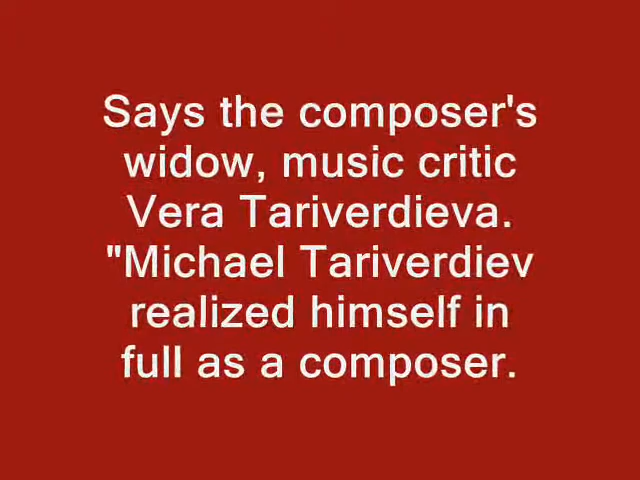 Says the composer's
widow, music critic
Vera Tariverdieva.
"Michael Tariverdiev
realized himself in
full as a composer.